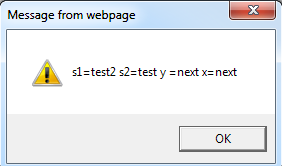 Message from webpage
s1=test2 s2=test y =next x=next
OK